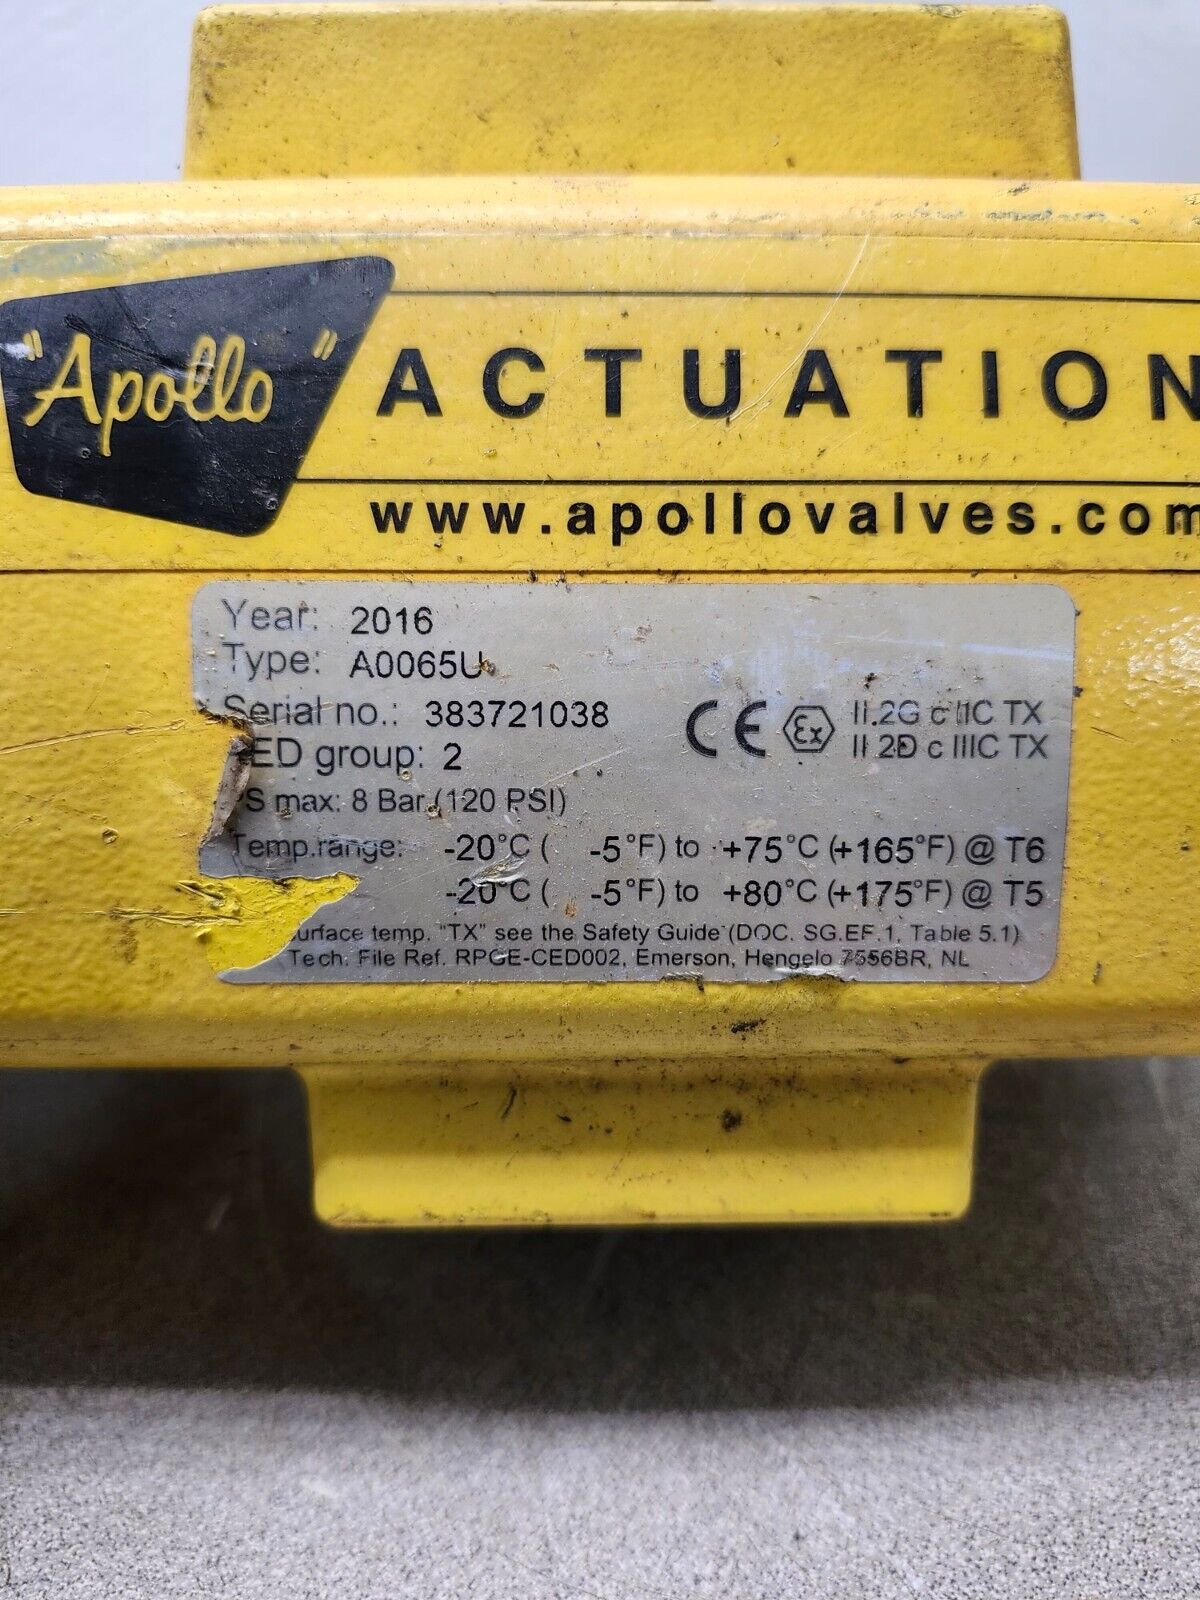 "Apollo"
ACTUATION
www.apollovalves.com
Year: 2016
Type: A0065U
Serial no.: 383721038
ED group: 2
PS max: 8 Bar (120 PSI)
Temp.range: -20°C ( -5°F) to +75°C (+165°F) @ T6
-20°C ( -5°F) to +80°C (+175°F) @ T5
urface temp. "TX" see the Safety Guide (DOC. SG.EF.1, Table 5.1)
Tech. File Ref. RPGE-CED002, Emerson, Hengelo 7556BR, NL
CE Ex II 2G c IIC TX
II 2D c IIIC TX